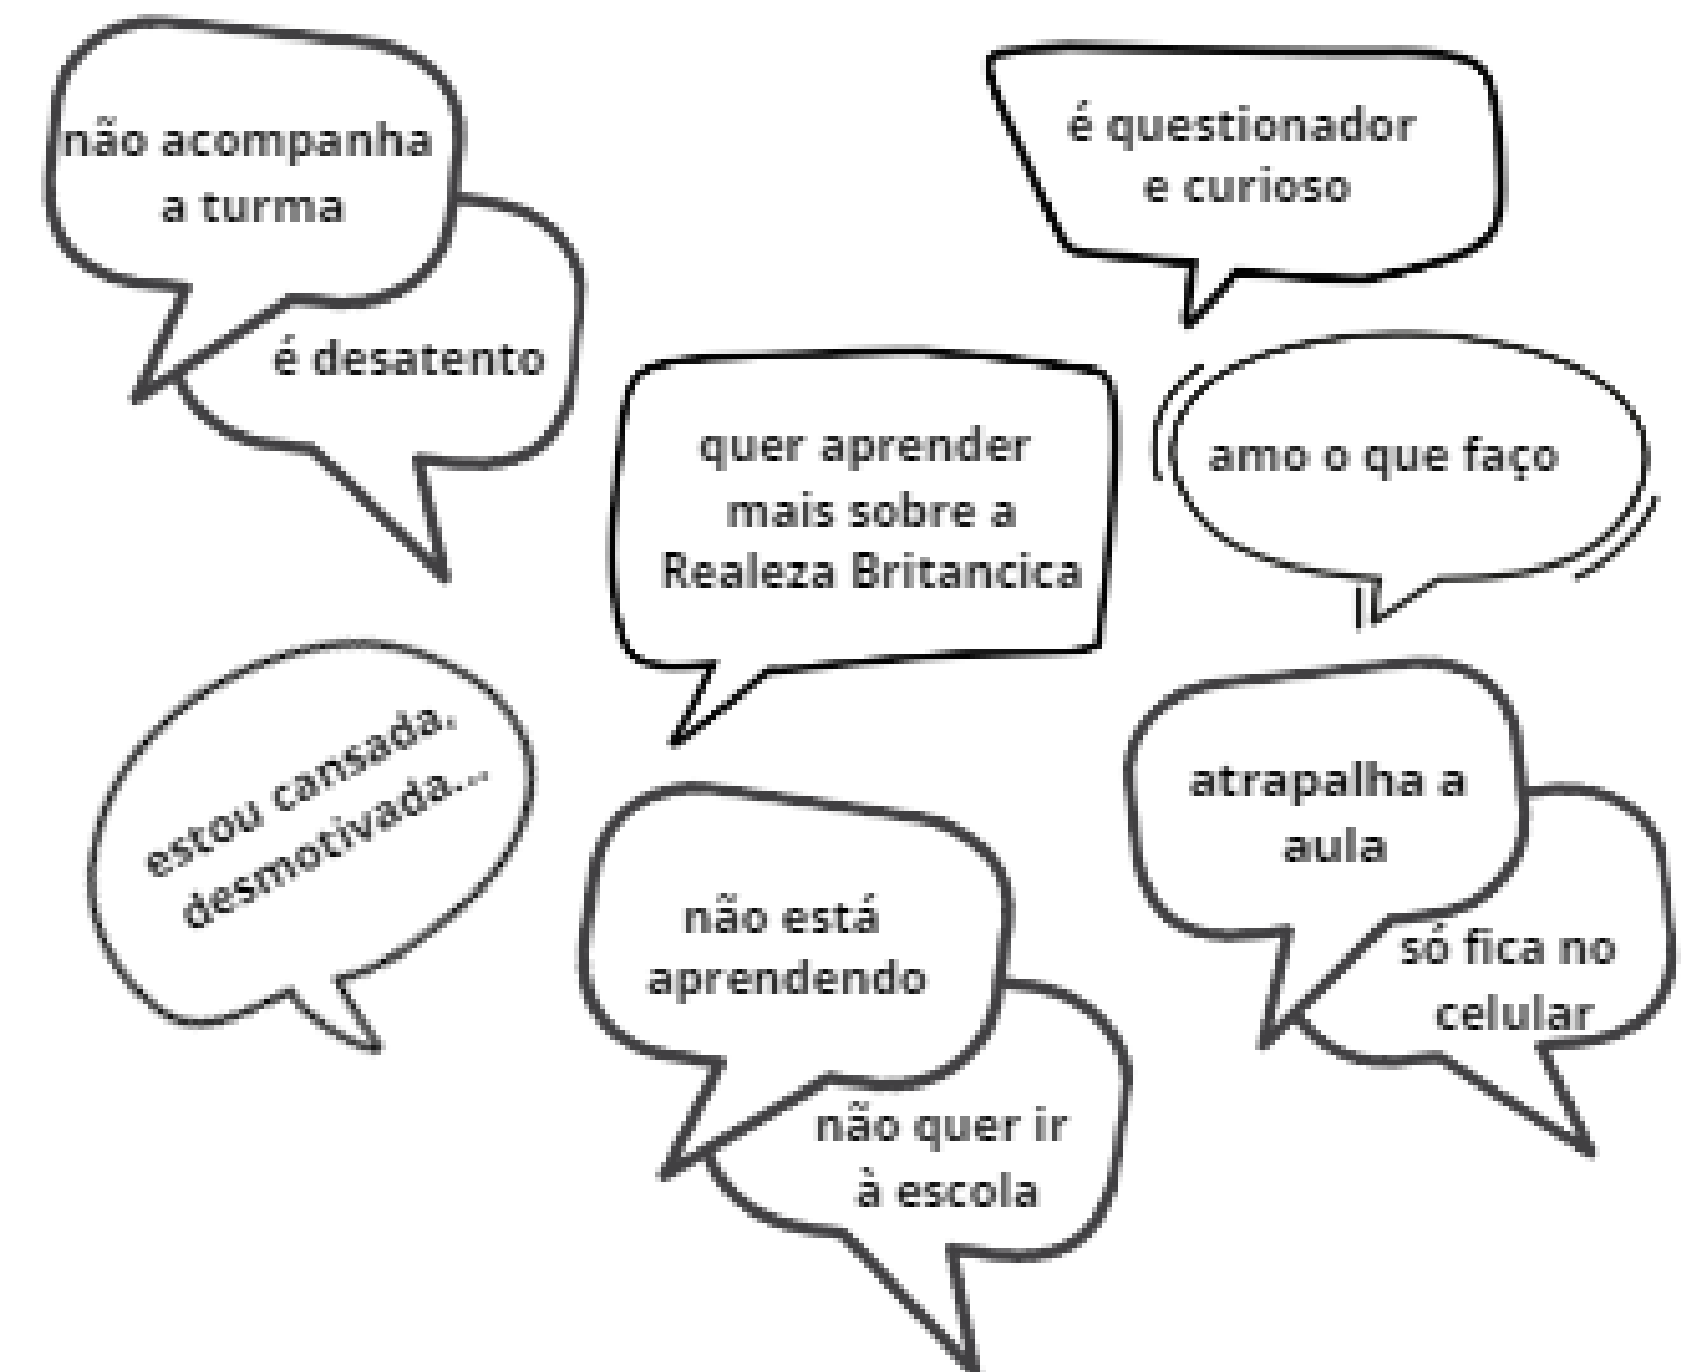 não acompanha
a turma
é desatento
é questionador
e curioso
quer aprender
mais sobre a
Realeza Britancica
amo o que faço
estou cansada.
desmotivada...
não está
aprendendo
não quer ir
à escola
atrapalha a
aula
só fica no
celular